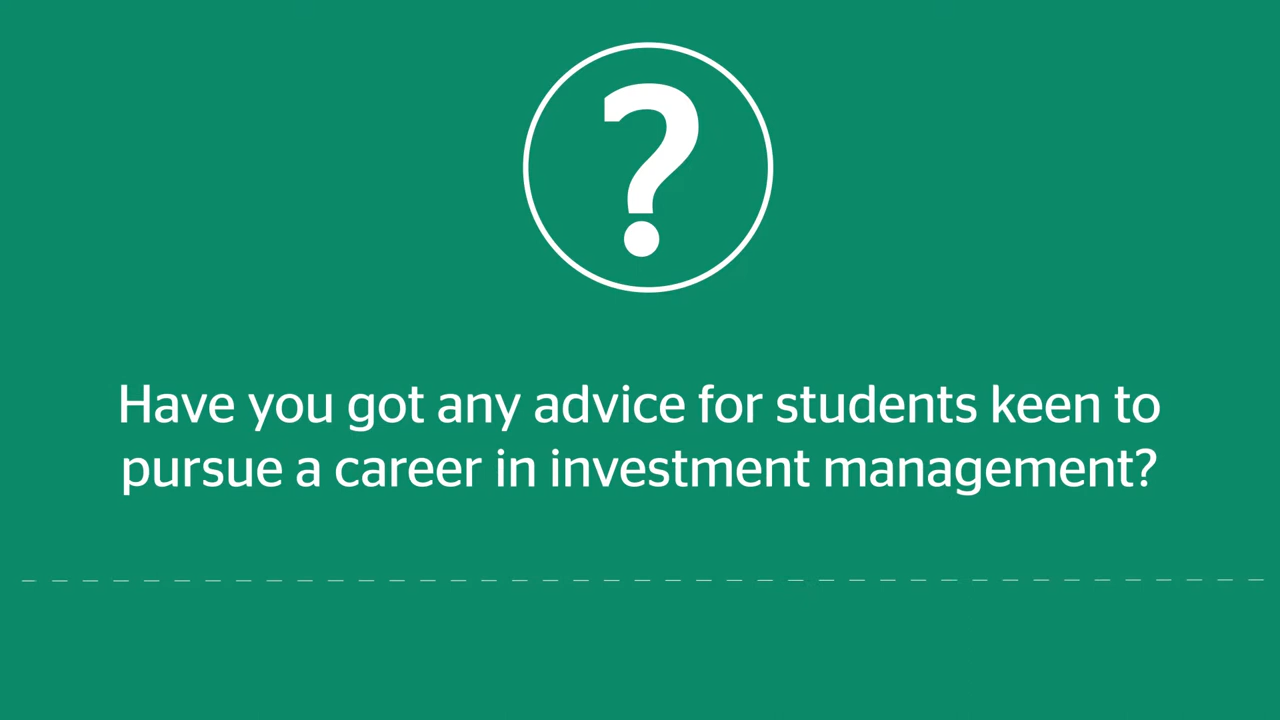 ?
Have you got any advice for students keen to
pursue a career in investment management?